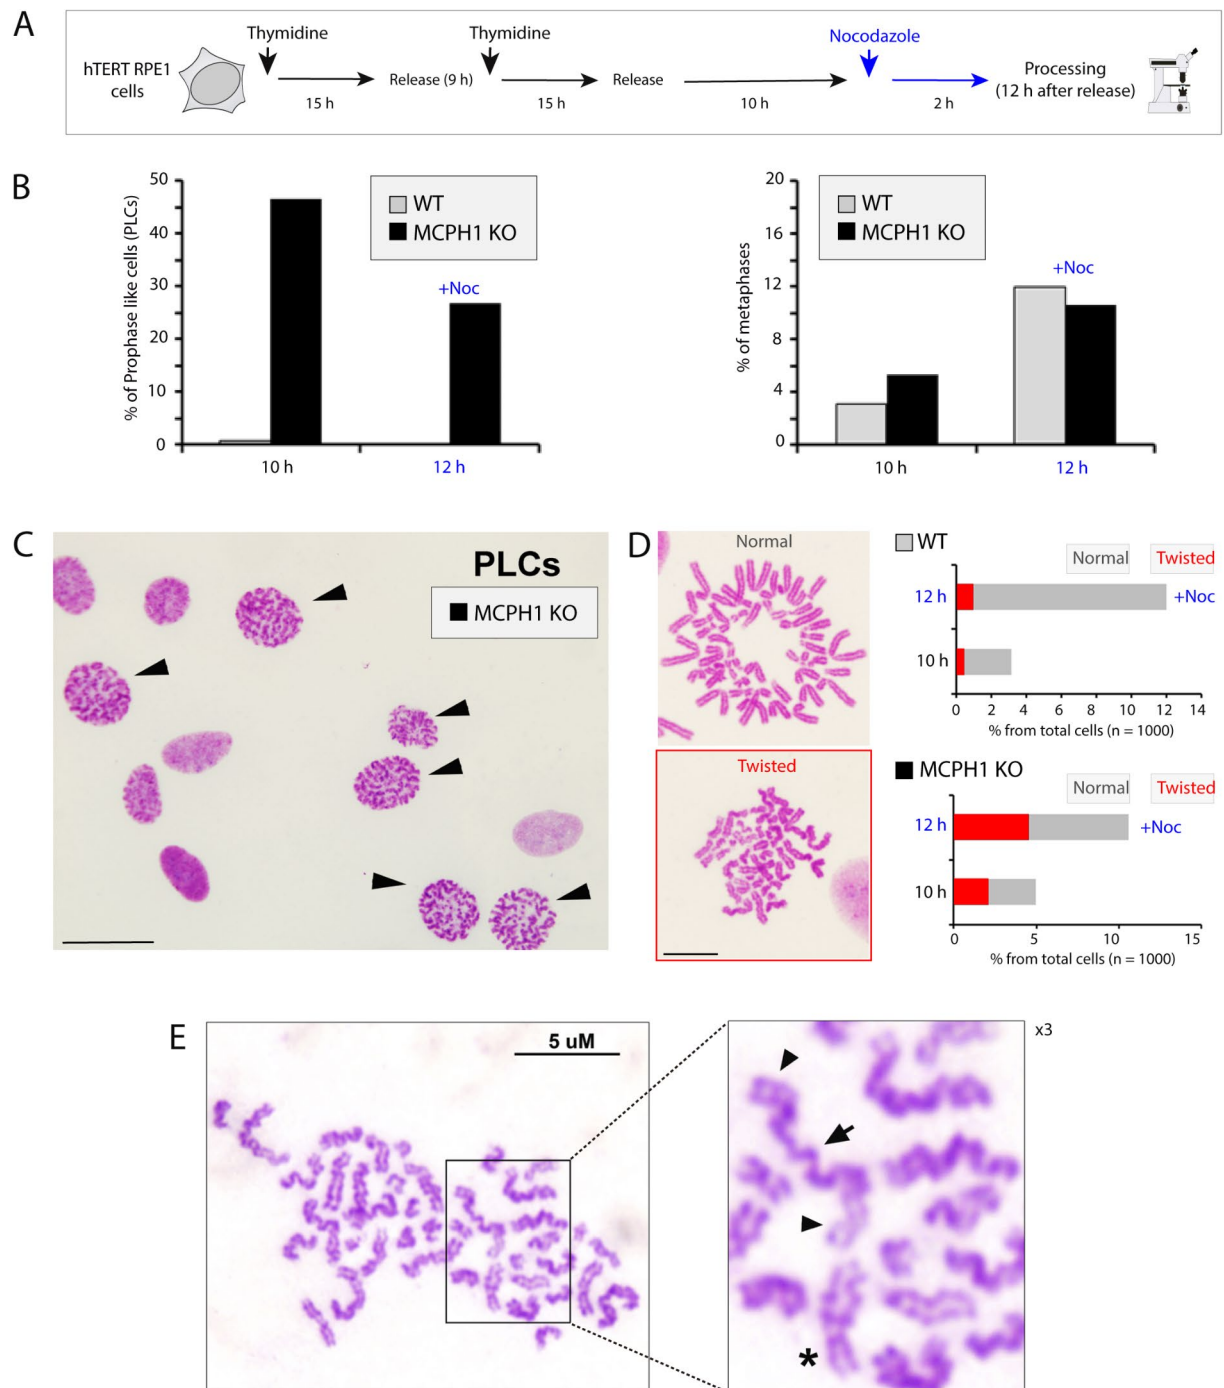 A
Thymidine
Thymidine
Nocodazole
hTERT RPE1
cells
Release (9 h)
Release
Processing
(12 h after release)
15 h
15 h
10 h
2 h
B
% of Prophase like cells (PLCs)
50
40
30
20
10
0
WT
MCPH1 KO
+Noc
10 h
12 h
% of metaphases
20
16
12
8
4
0
WT
MCPH1 KO
+Noc
10 h
12 h
C
PLCs
MCPH1 KO
D
Normal
Twisted
WT
Normal
Twisted
12 h
+Noc
10 h
0 2 4 6 8 10 12 14
% from total cells (n = 1000)
MCPH1 KO
Normal
Twisted
12 h
+Noc
10 h
0 5 10 15
% from total cells (n = 1000)
E
5 uM
x3
*